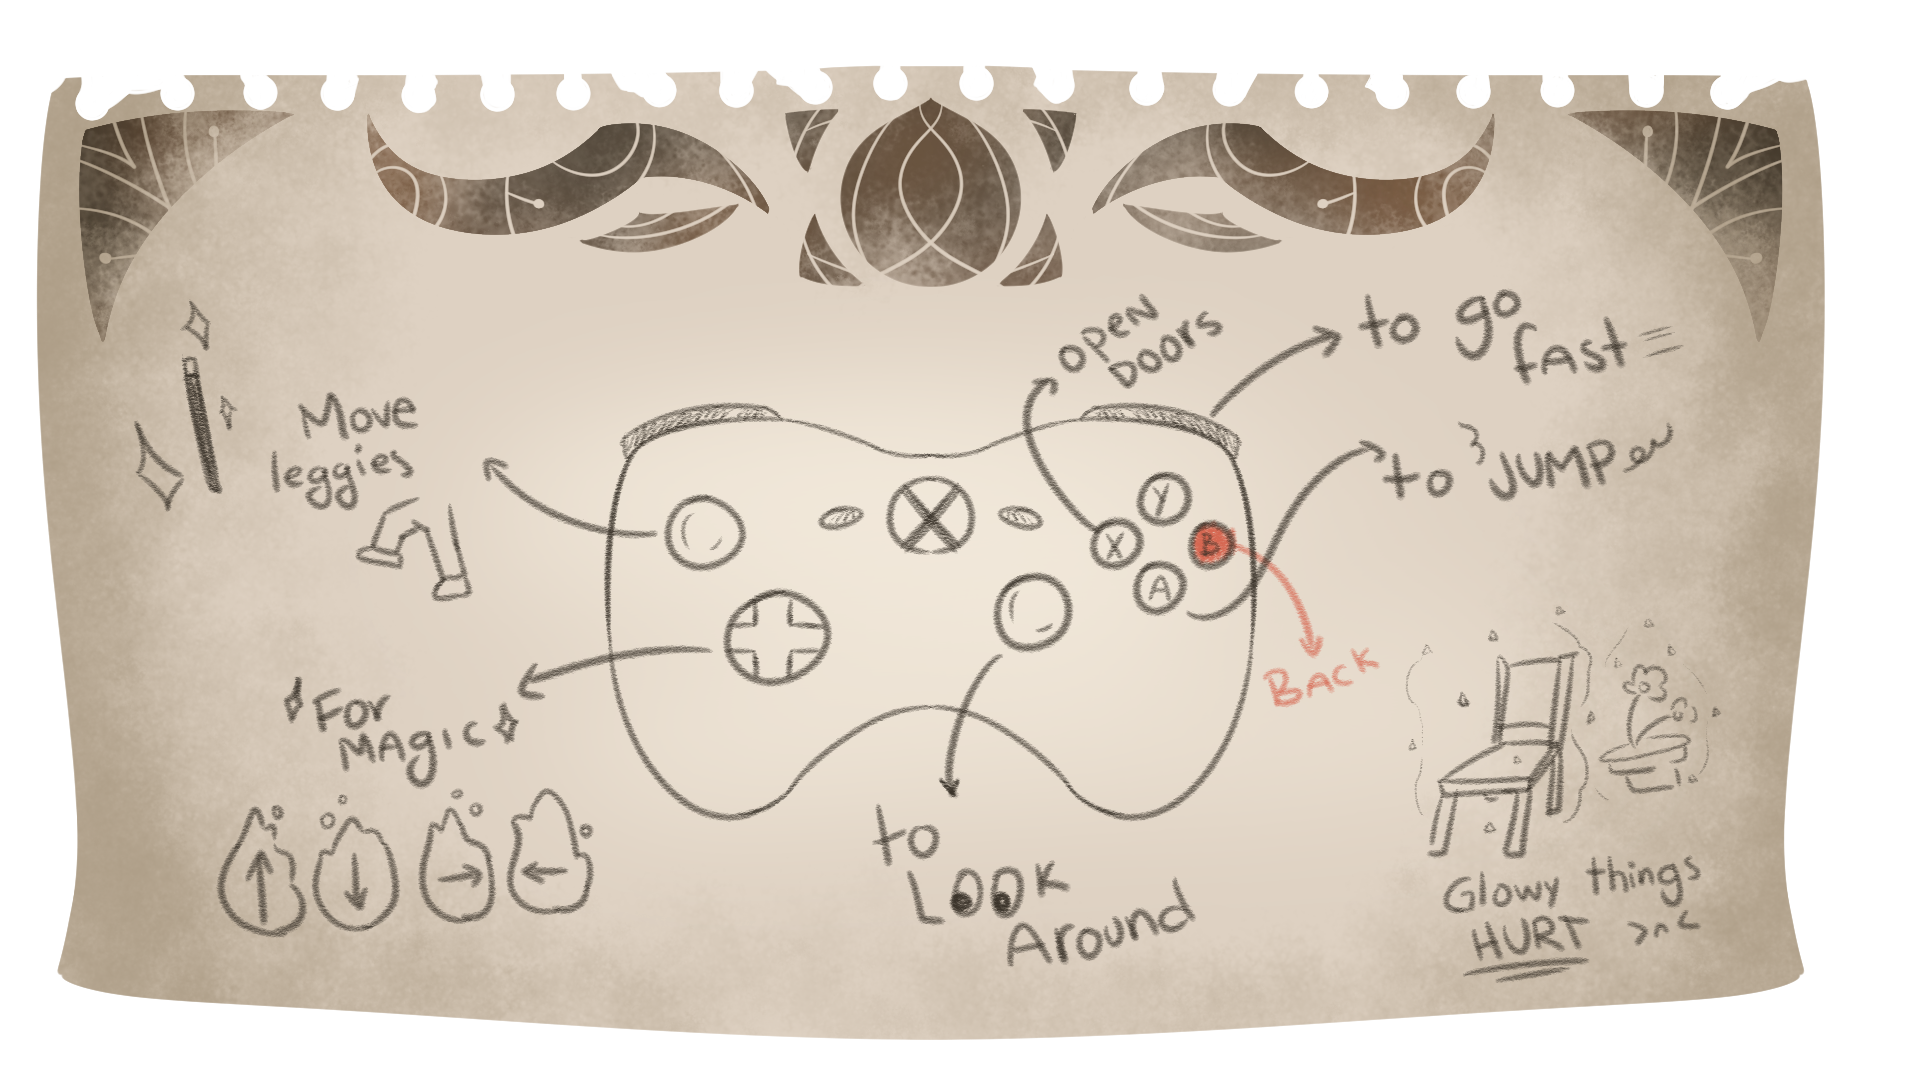 open
Doors
to go
fast
Move
leggies
to JUMP
X
Y
X
B
A
BACK
For
MAgic
to
LOOK
Around
Glowy things
HURT >n<